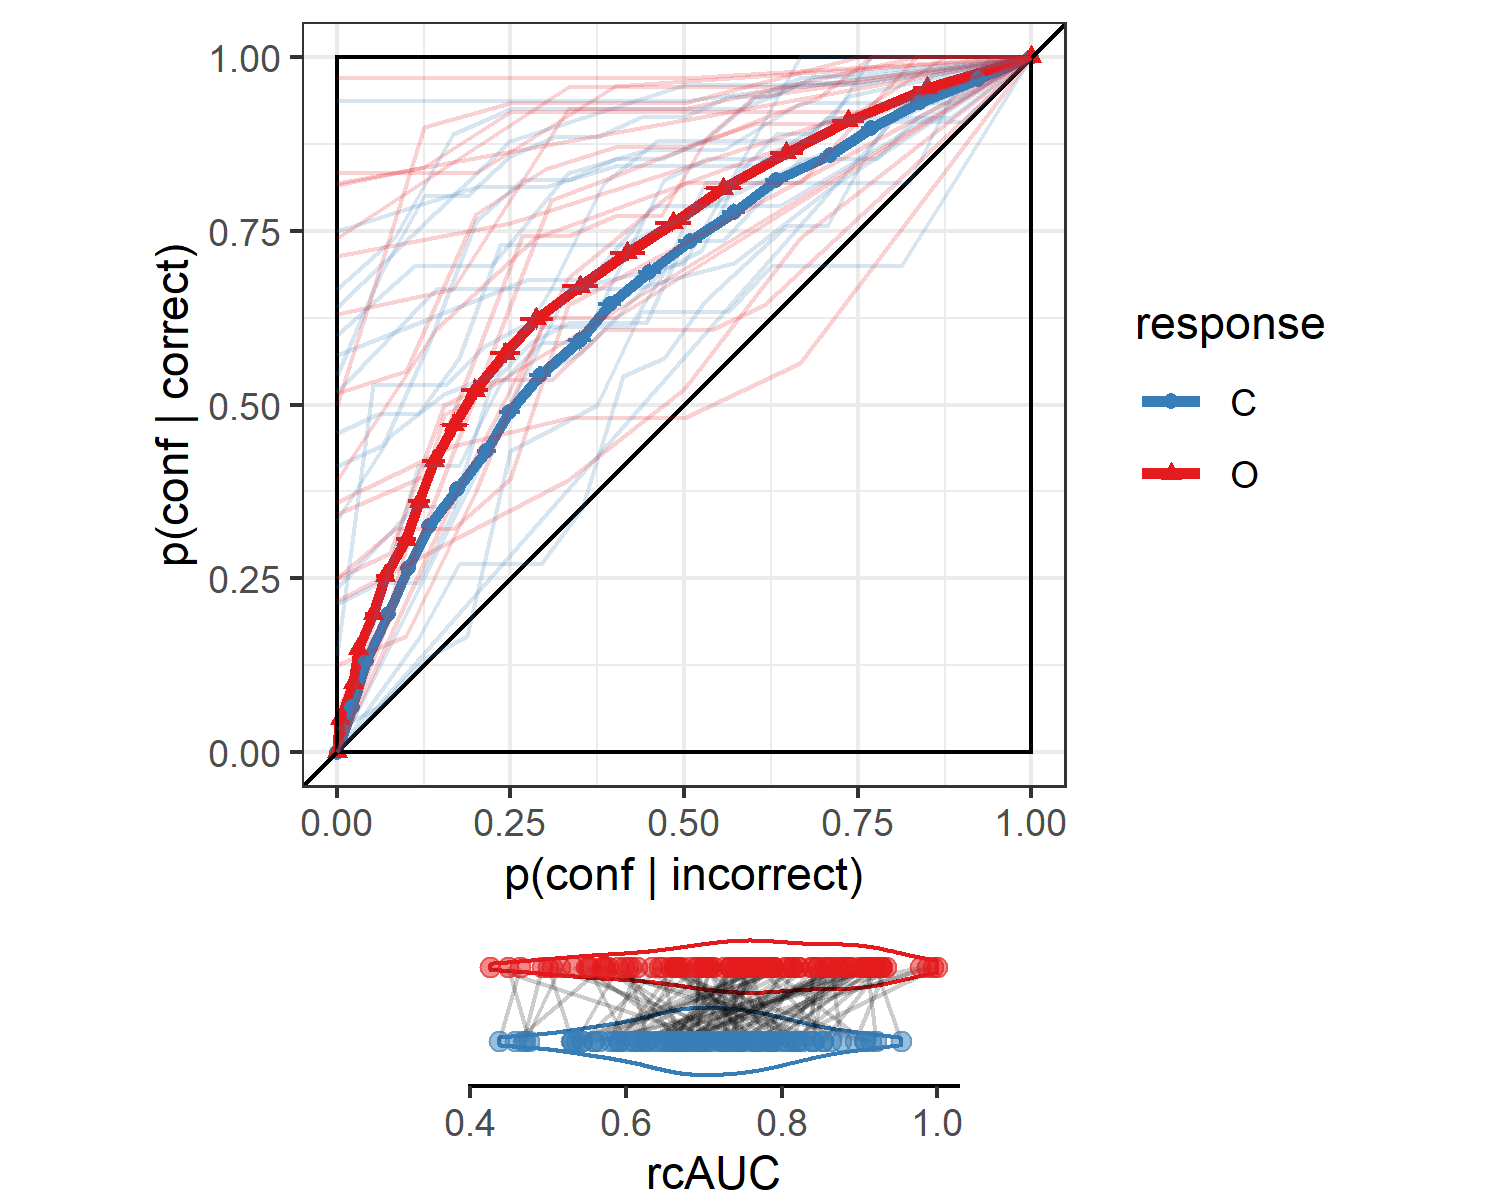 1.00
0.75
0.50
0.25
0.00
p(conf | correct)
0.00 0.25 0.50 0.75 1.00
p(conf | incorrect)
response
C
O
0.4 0.6 0.8 1.0
rcAUC